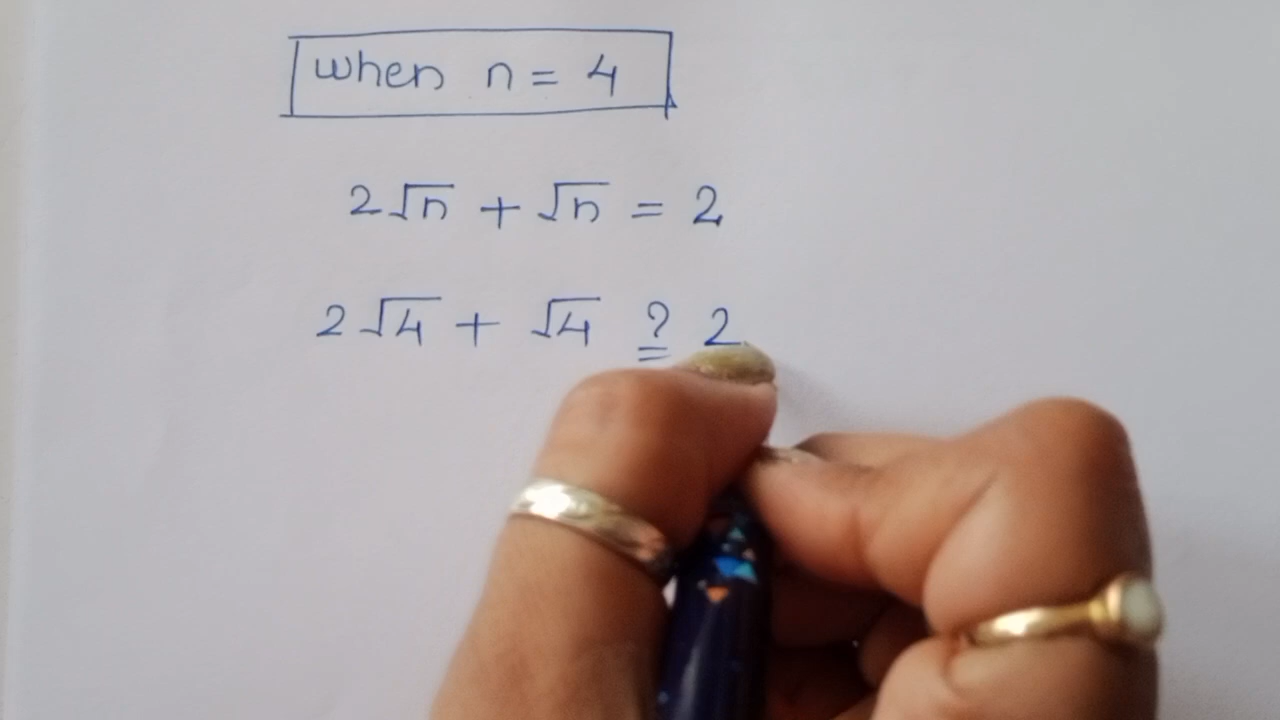 when n = 4
2√n + √n = 2
2√4 + √4 ≟ 2